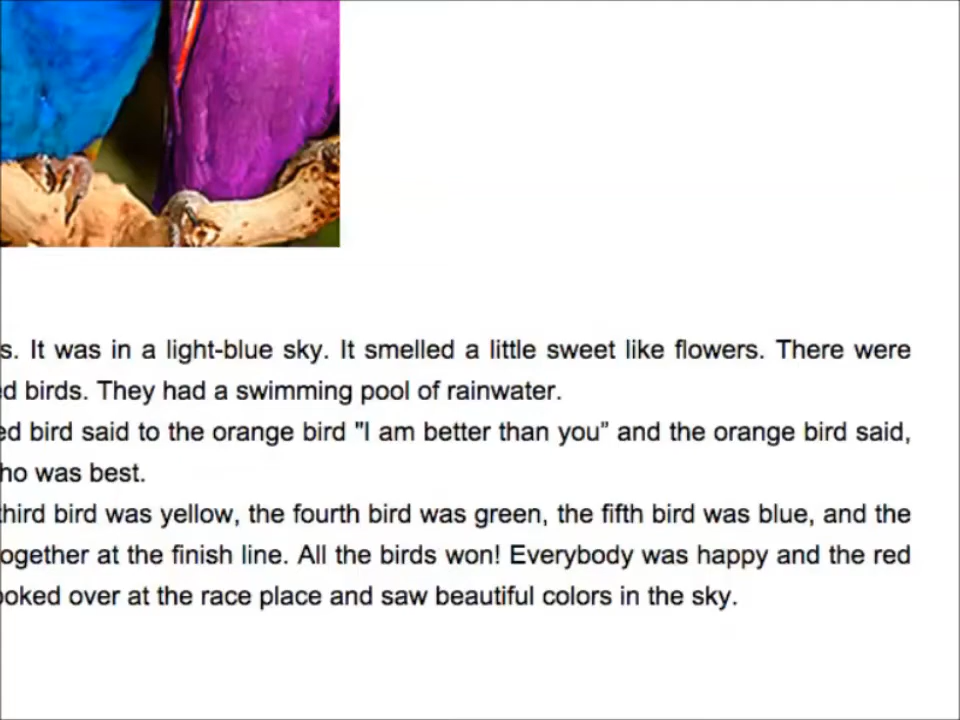 s. It was in a light-blue sky. It smelled a little sweet like flowers. There were
ed birds. They had a swimming pool of rainwater.
ed bird said to the orange bird "I am better than you” and the orange bird said,
ho was best.
third bird was yellow, the fourth bird was green, the fifth bird was blue, and the
ogether at the finish line. All the birds won! Everybody was happy and the red
ooked over at the race place and saw beautiful colors in the sky.